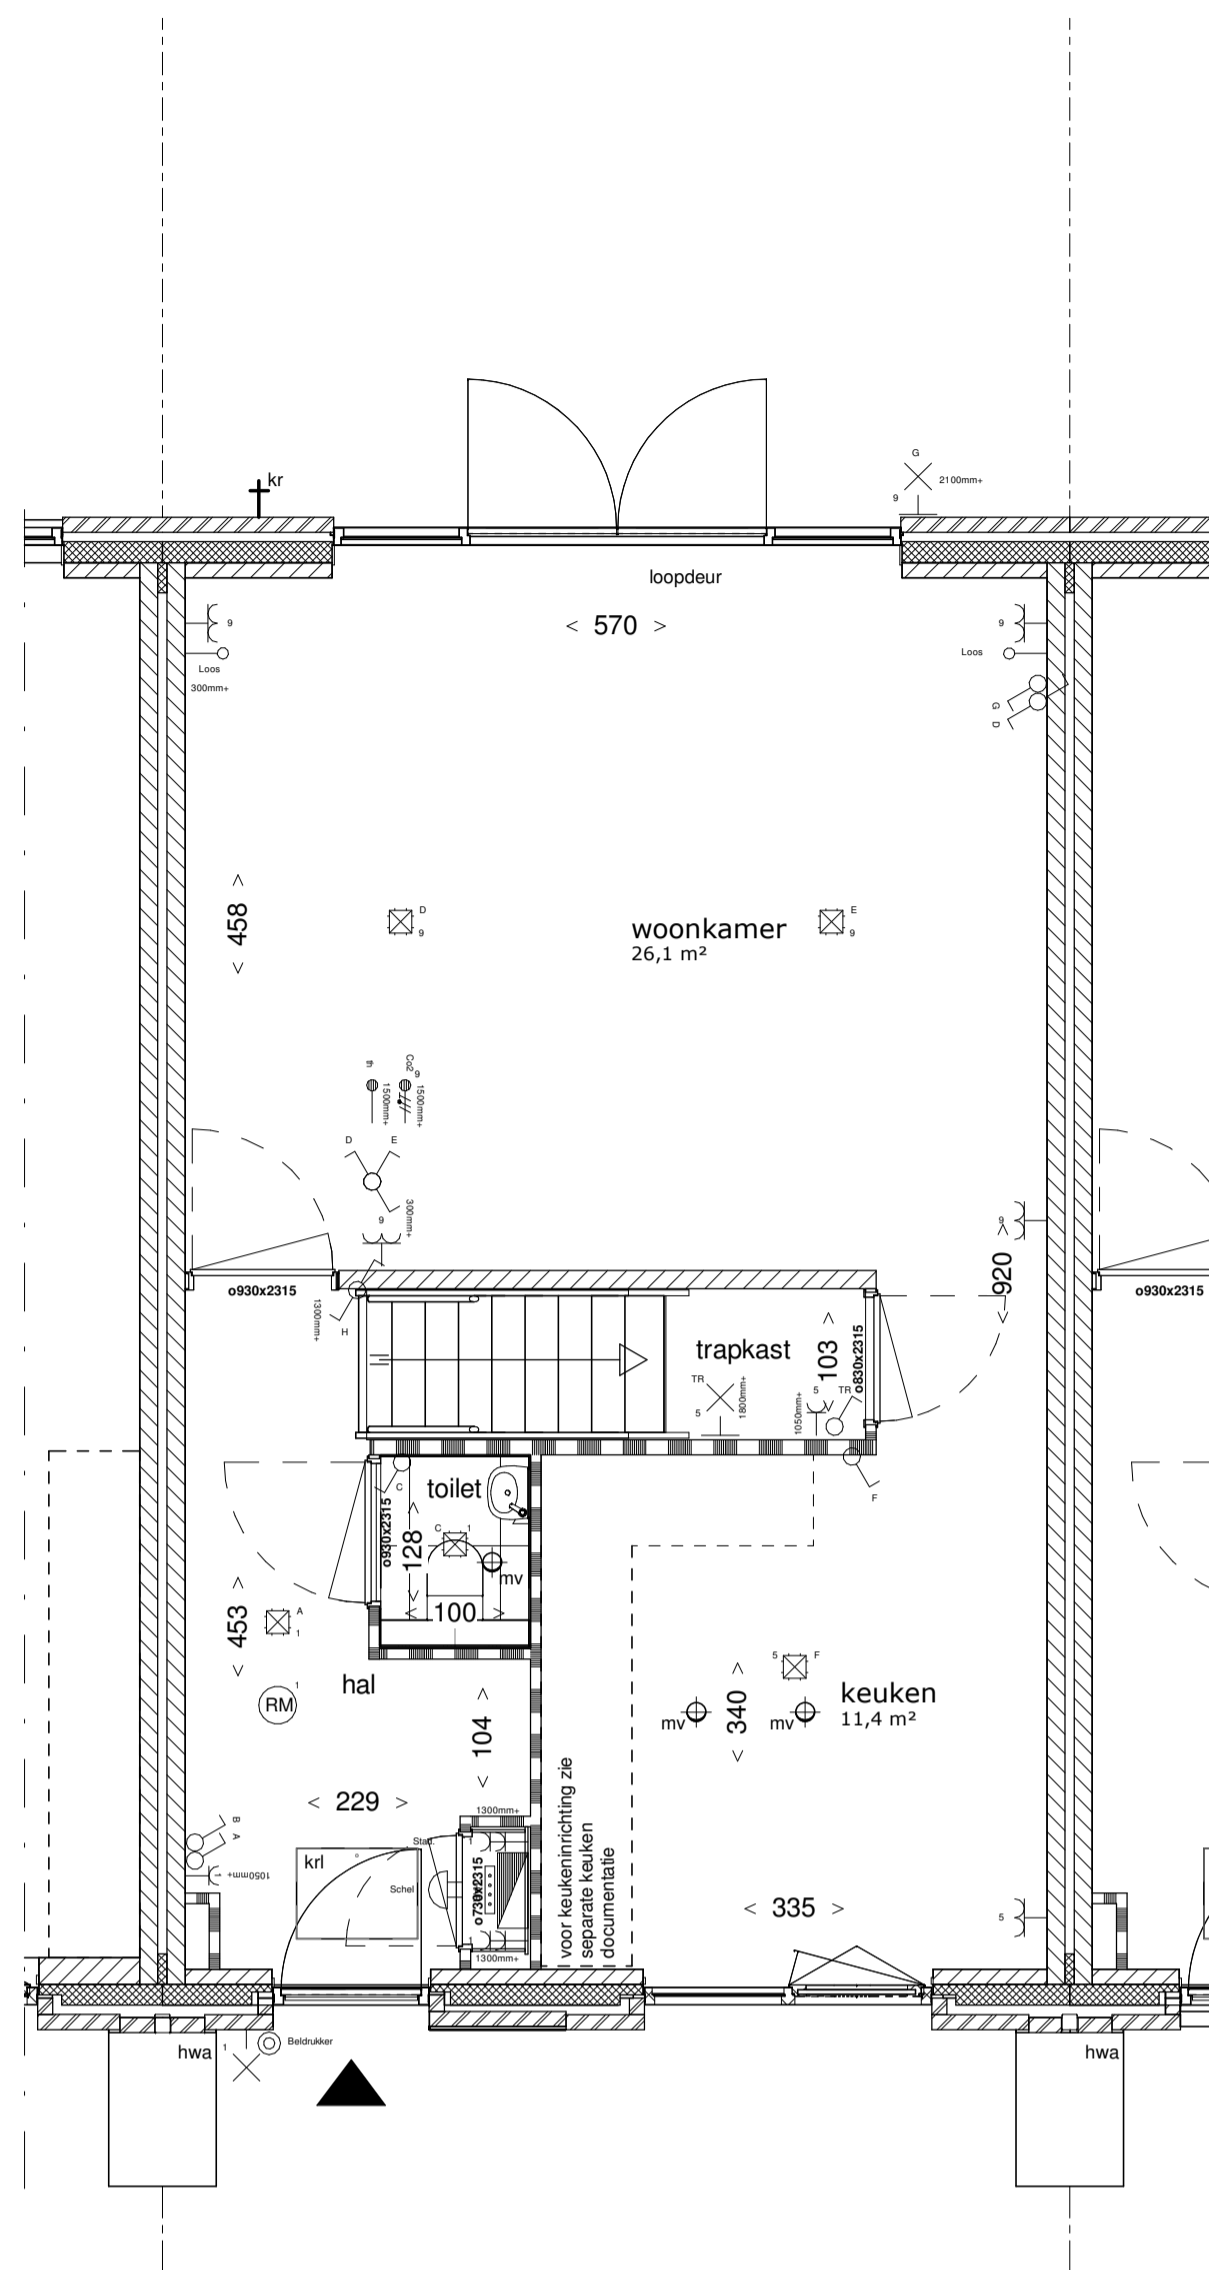 kr
G
2100mm+
9
loopdeur
< 570 >
9
Loos
300mm+
9
Loos
G
D
< 458 >
D
9
woonkamer
26,1 m²
E
9
th
1500mm+
Co2
9
1500mm+
D
E
300mm+
9
9
< 920 >
o930x2315
o930x2315
1300mm+
H
trapkast
< 103 >
o830x2315
TR
5
1800mm+
5
TR
1050mm+
toilet
C
F
o930x2315
< 128 >
C
1
mv
< 100 >
< 453 >
A
1
hal
RM
1
5
F
keuken
11,4 m²
mv
mv
< 340 >
< 104 >
< 229 >
voor keukeninrichting zie
separate keuken
documentatie
1300mm+
B
A
1
1050mm+
krl
Schel
1
o730x2315
1
1300mm+
< 335 >
5
hwa
1
Beldrukker
hwa